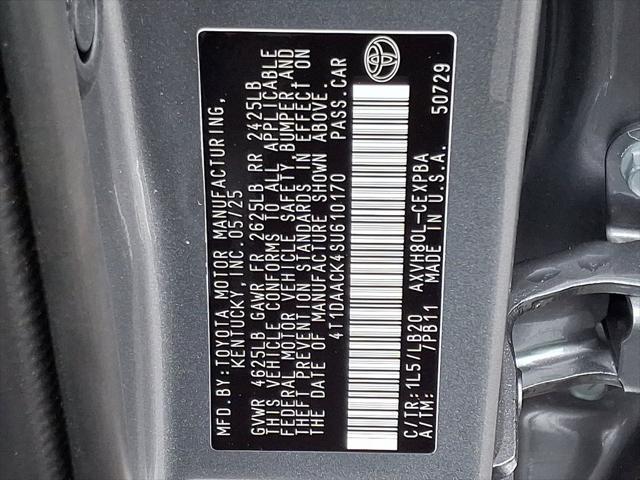 MFD. BY: TOYOTA MOTOR MANUFACTURING,
KENTUCKY, INC. 05/25
GVWR 4625LB GAWR FR 2625LB RR 2425LB
THIS VEHICLE CONFORMS TO ALL APPLICABLE
FEDERAL MOTOR VEHICLE SAFETY, BUMPER, AND
THEFT PREVENTION STANDARDS IN EFFECT ON
THE DATE OF MANUFACTURE SHOWN ABOVE.
4T1DAACK4SU610170 PASS. CAR
C/TR: 1L5/LB20 AXVH80L-CEXPBA
A/TM: 7PB11 MADE IN U.S.A. 50729